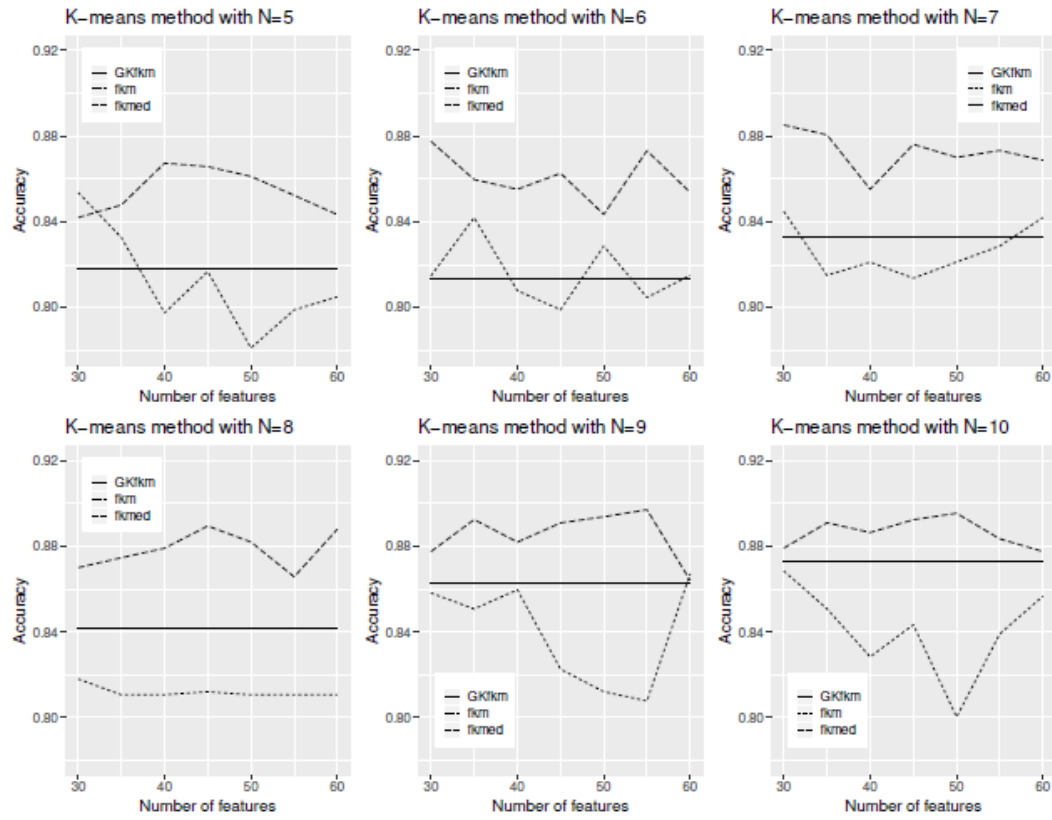 K-means method with N=5
0.92
0.88
0.84
0.80
Accuracy
GKfkm
fkm
fkmed
30 40 50 60
Number of features
K-means method with N=6
0.92
0.88
0.84
0.80
Accuracy
GKfkm
fkm
fkmed
30 40 50 60
Number of features
K-means method with N=7
0.92
0.88
0.84
0.80
Accuracy
GKfkm
fkm
fkmed
30 40 50 60
Number of features
K-means method with N=8
0.92
0.88
0.84
0.80
Accuracy
GKfkm
fkm
fkmed
30 40 50 60
Number of features
K-means method with N=9
0.92
0.88
0.84
0.80
Accuracy
GKfkm
fkm
fkmed
30 40 50 60
Number of features
K-means method with N=10
0.92
0.88
0.84
0.80
Accuracy
GKfkm
fkm
fkmed
30 40 50 60
Number of features